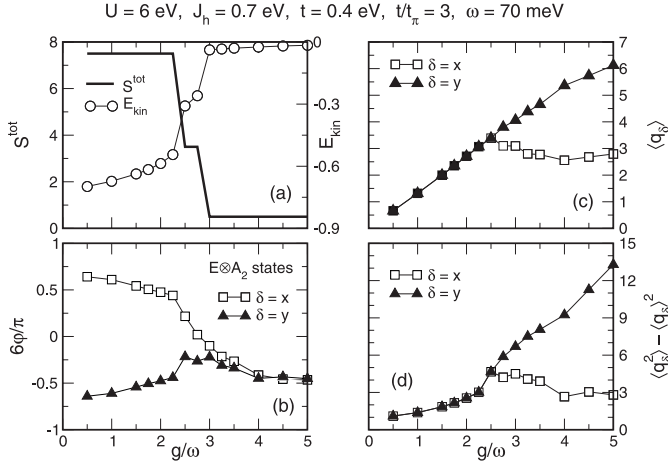 U = 6 eV, J_h = 0.7 eV, t = 0.4 eV, t/t_π = 3, ω = 70 meV
8
6
4
2
0
S^tot
S^tot
E_kin
(a)
0
-0.3
-0.6
-0.9
E_kin
δ = x
δ = y
(c)
7
6
5
4
3
2
1
0
⟨q_δ⟩
1
0.5
0
-0.5
-1
6φ/π
E⊗A_2 states
δ = x
δ = y
(b)
0 1 2 3 4 5
g/ω
δ = x
δ = y
(d)
15
12
9
6
3
0
⟨q_δ^2⟩ − ⟨q_δ⟩^2
0 1 2 3 4 5
g/ω